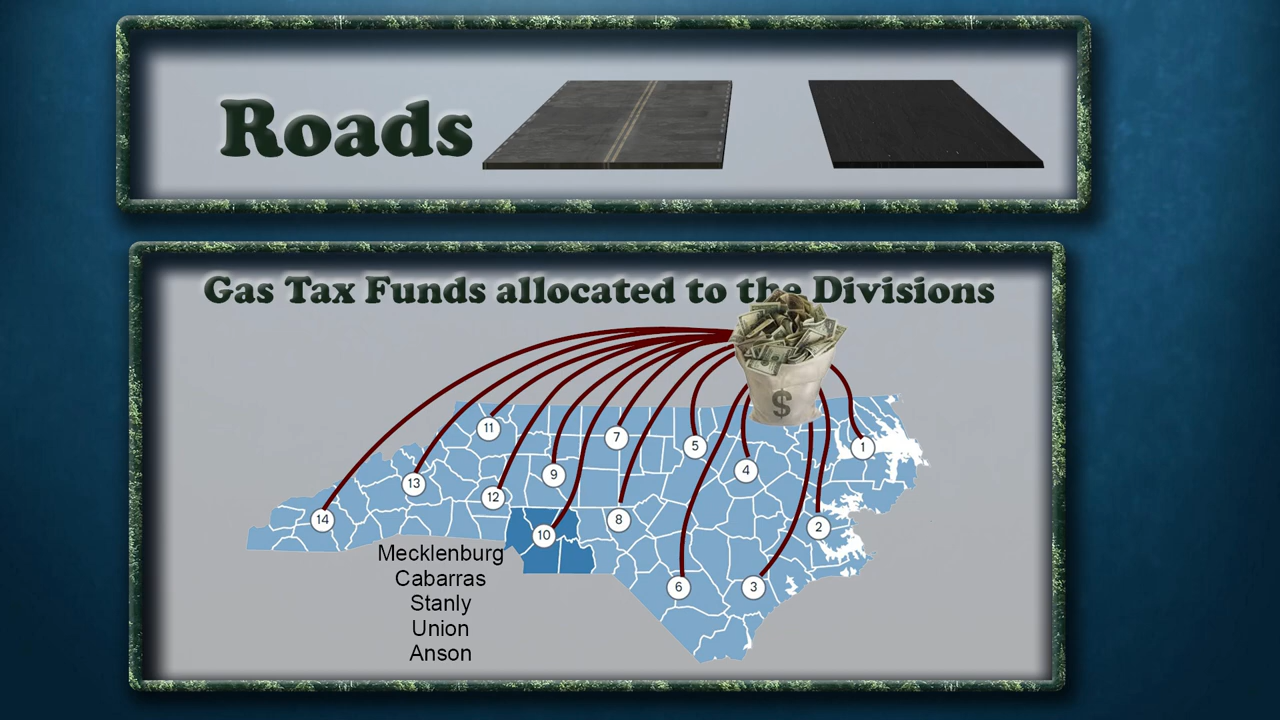 Roads
Gas Tax Funds allocated to the Divisions
$
11
7
5
1
4
9
13
12
14
8
2
10
6
3
Mecklenburg
Cabarras
Stanly
Union
Anson